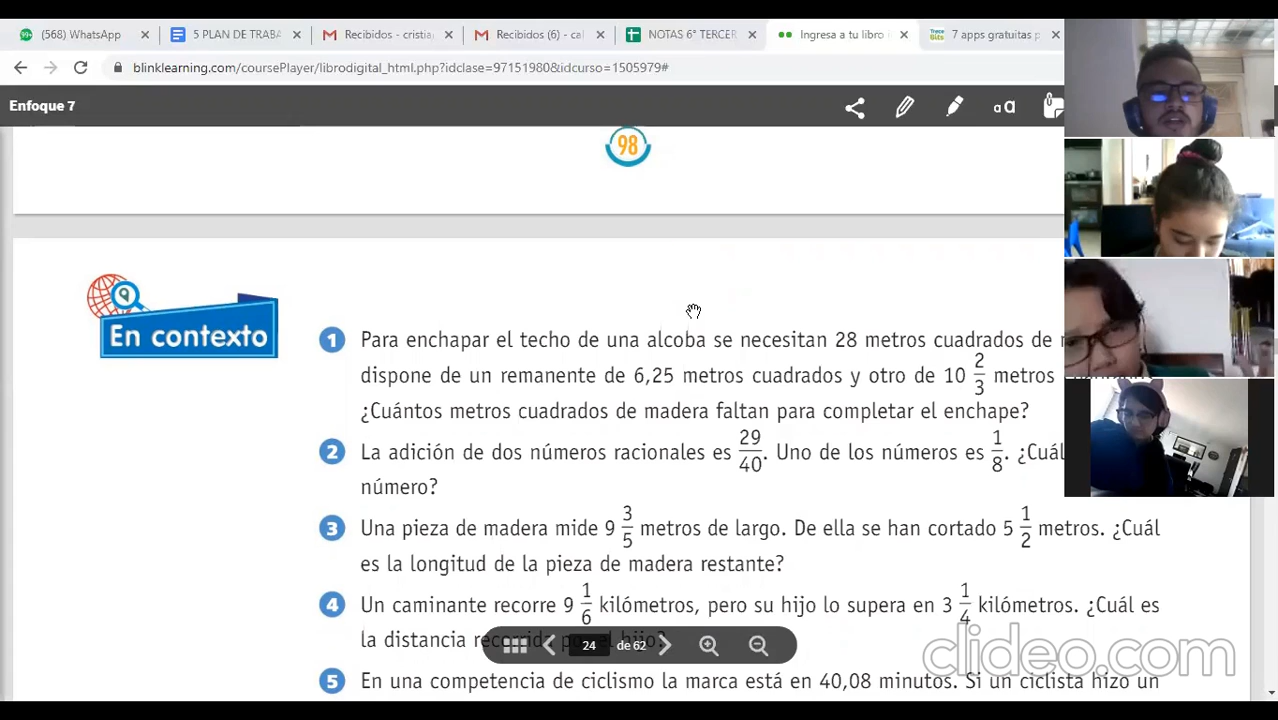 (568) WhatsApp
5 PLAN DE TRABA
Recibidos - cristia
Recibidos (6) - cal
NOTAS 6° TERCER
Ingresa a tu libro
7 apps gratuitas p
blinklearning.com/coursePlayer/librodigital_html.php?idclase=97151980&idcurso=1505979#
Enfoque 7
aA
98
En contexto
1 Para enchapar el techo de una alcoba se necesitan 28 metros cuadrados de
dispone de un remanente de 6,25 metros cuadrados y otro de 10 2/3 metros
¿Cuántos metros cuadrados de madera faltan para completar el enchape?
2 La adición de dos números racionales es 29/40. Uno de los números es 1/8. ¿Cuál
número?
3 Una pieza de madera mide 9 3/5 metros de largo. De ella se han cortado 5 1/2 metros. ¿Cuál
es la longitud de la pieza de madera restante?
4 Un caminante recorre 9 1/6 kilómetros, pero su hijo lo supera en 3 1/4 kilómetros. ¿Cuál es
la distancia recorrida por el hijo?
24 de 62
5 En una competencia de ciclismo la marca está en 40,08 minutos. Si un ciclista hizo un
clideo.com